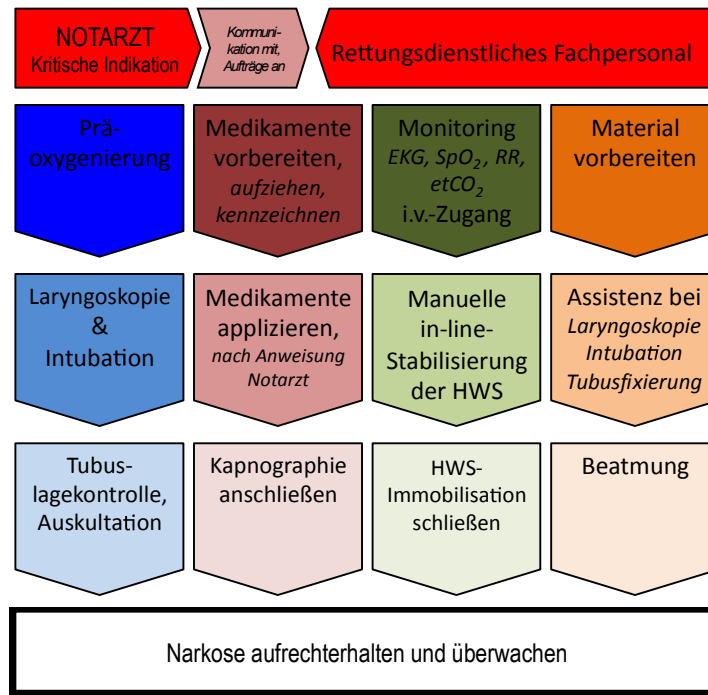 NOTARZT
Kritische Indikation
Kommuni-
kation mit,
Aufträge an
Rettungsdienstliches Fachpersonal
Prä-
oxygenierung
Medikamente
vorbereiten,
aufziehen,
kennzeichnen
Monitoring
EKG, SpO₂, RR,
etCO₂
i.v.-Zugang
Material
vorbereiten
Laryngoskopie
&
Intubation
Medikamente
applizieren,
nach Anweisung
Notarzt
Manuelle
in-line-
Stabilisierung
der HWS
Assistenz bei
Laryngoskopie
Intubation
Tubusfixierung
Tubus-
lagekontrolle,
Auskultation
Kapnographie
anschließen
HWS-
Immobilisation
schließen
Beatmung
Narkose aufrechterhalten und überwachen